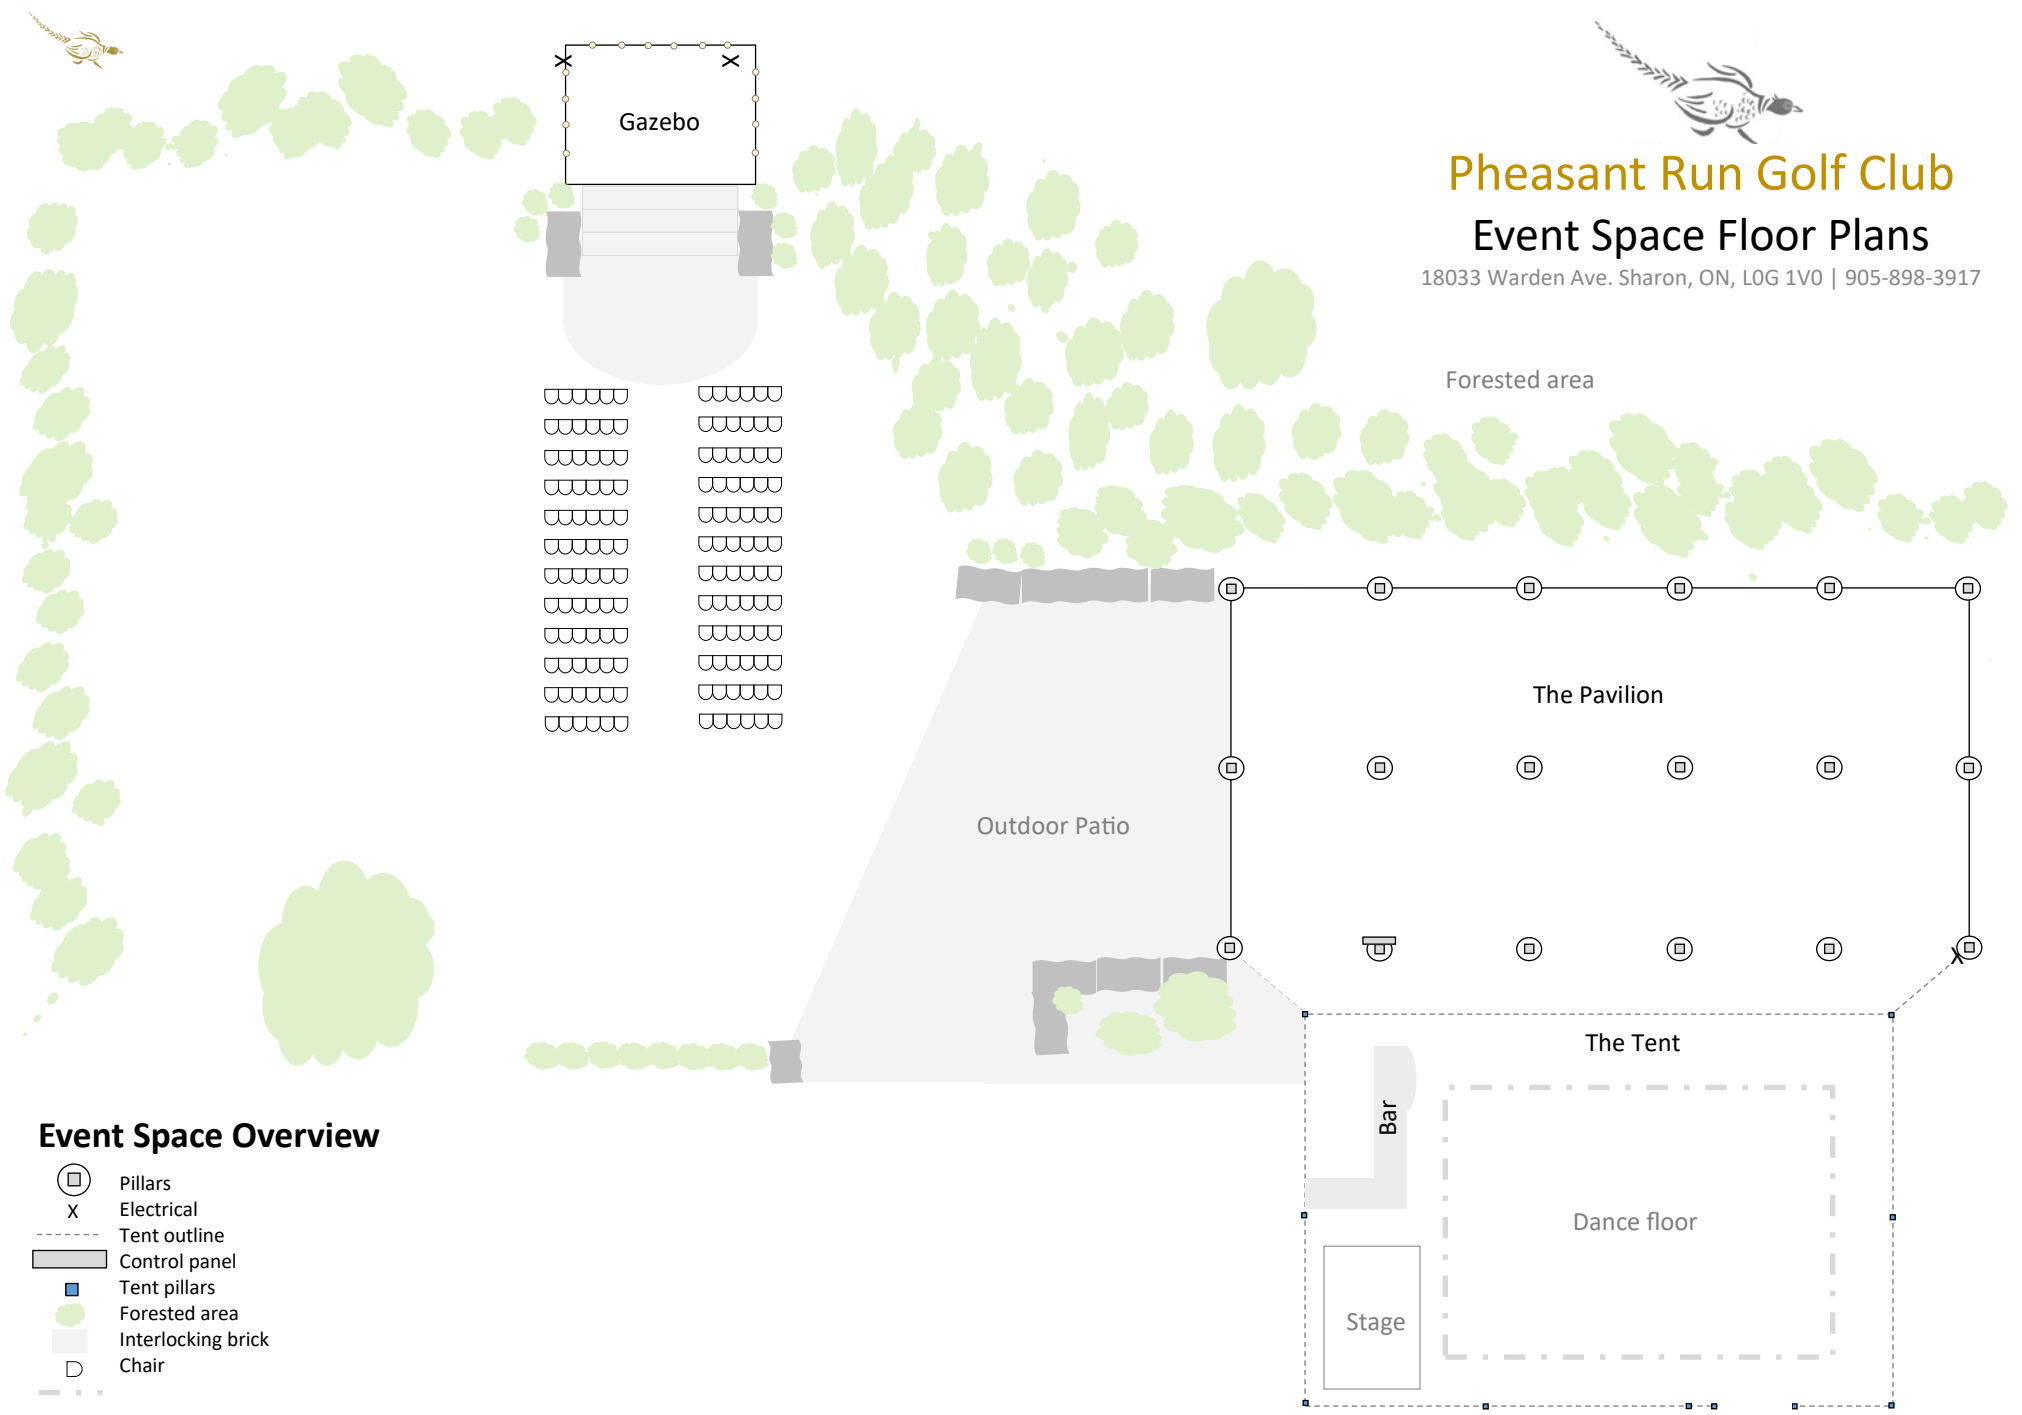 Gazebo
Pheasant Run Golf Club
Event Space Floor Plans
18033 Warden Ave. Sharon, ON, L0G 1V0 | 905-898-3917
Forested area
The Pavilion
Outdoor Patio
The Tent
Bar
Dance floor
Stage
Event Space Overview
Pillars
X Electrical
Tent outline
Control panel
Tent pillars
Forested area
Interlocking brick
Chair